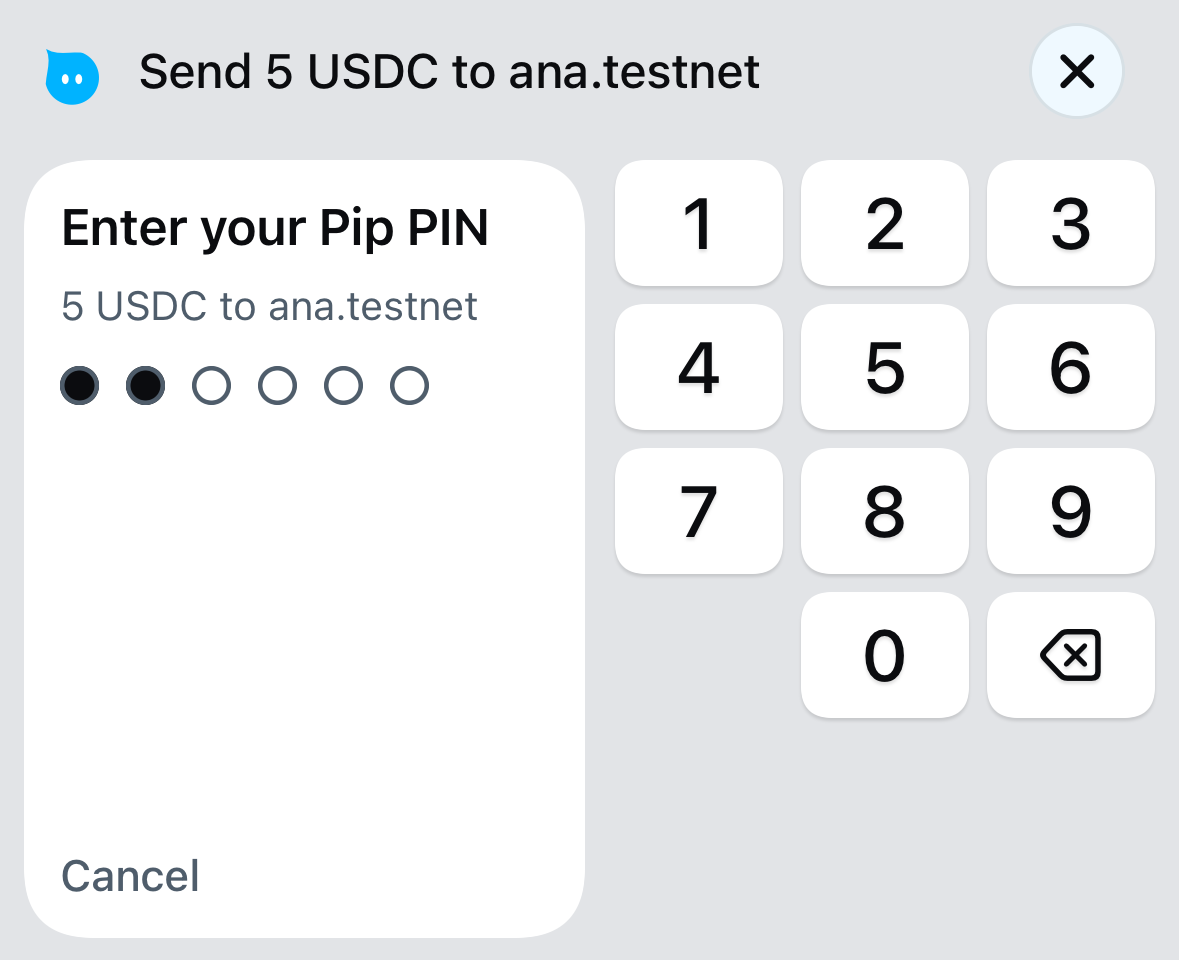 Send 5 USDC to ana.testnet
Enter your Pip PIN
5 USDC to ana.testnet
Cancel
1 2 3
4 5 6
7 8 9
0